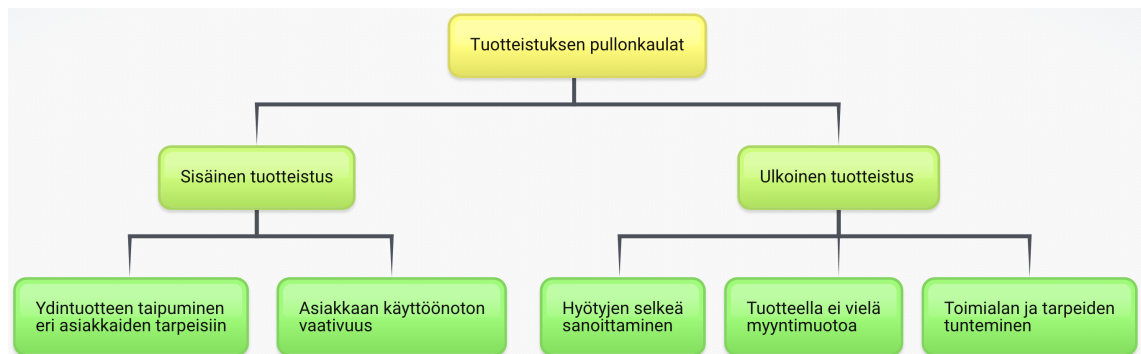 Tuotteistuksen pullonkaulat
Sisäinen tuotteistus
Ulkoinen tuotteistus
Ydintuotteen taipuminen
eri asiakkaiden tarpeisiin
Asiakkaan käyttöönoton
vaativuus
Hyötyjen selkeä
sanoittaminen
Tuotteella ei vielä
myyntimuotoa
Toimialan ja tarpeiden
tunteminen